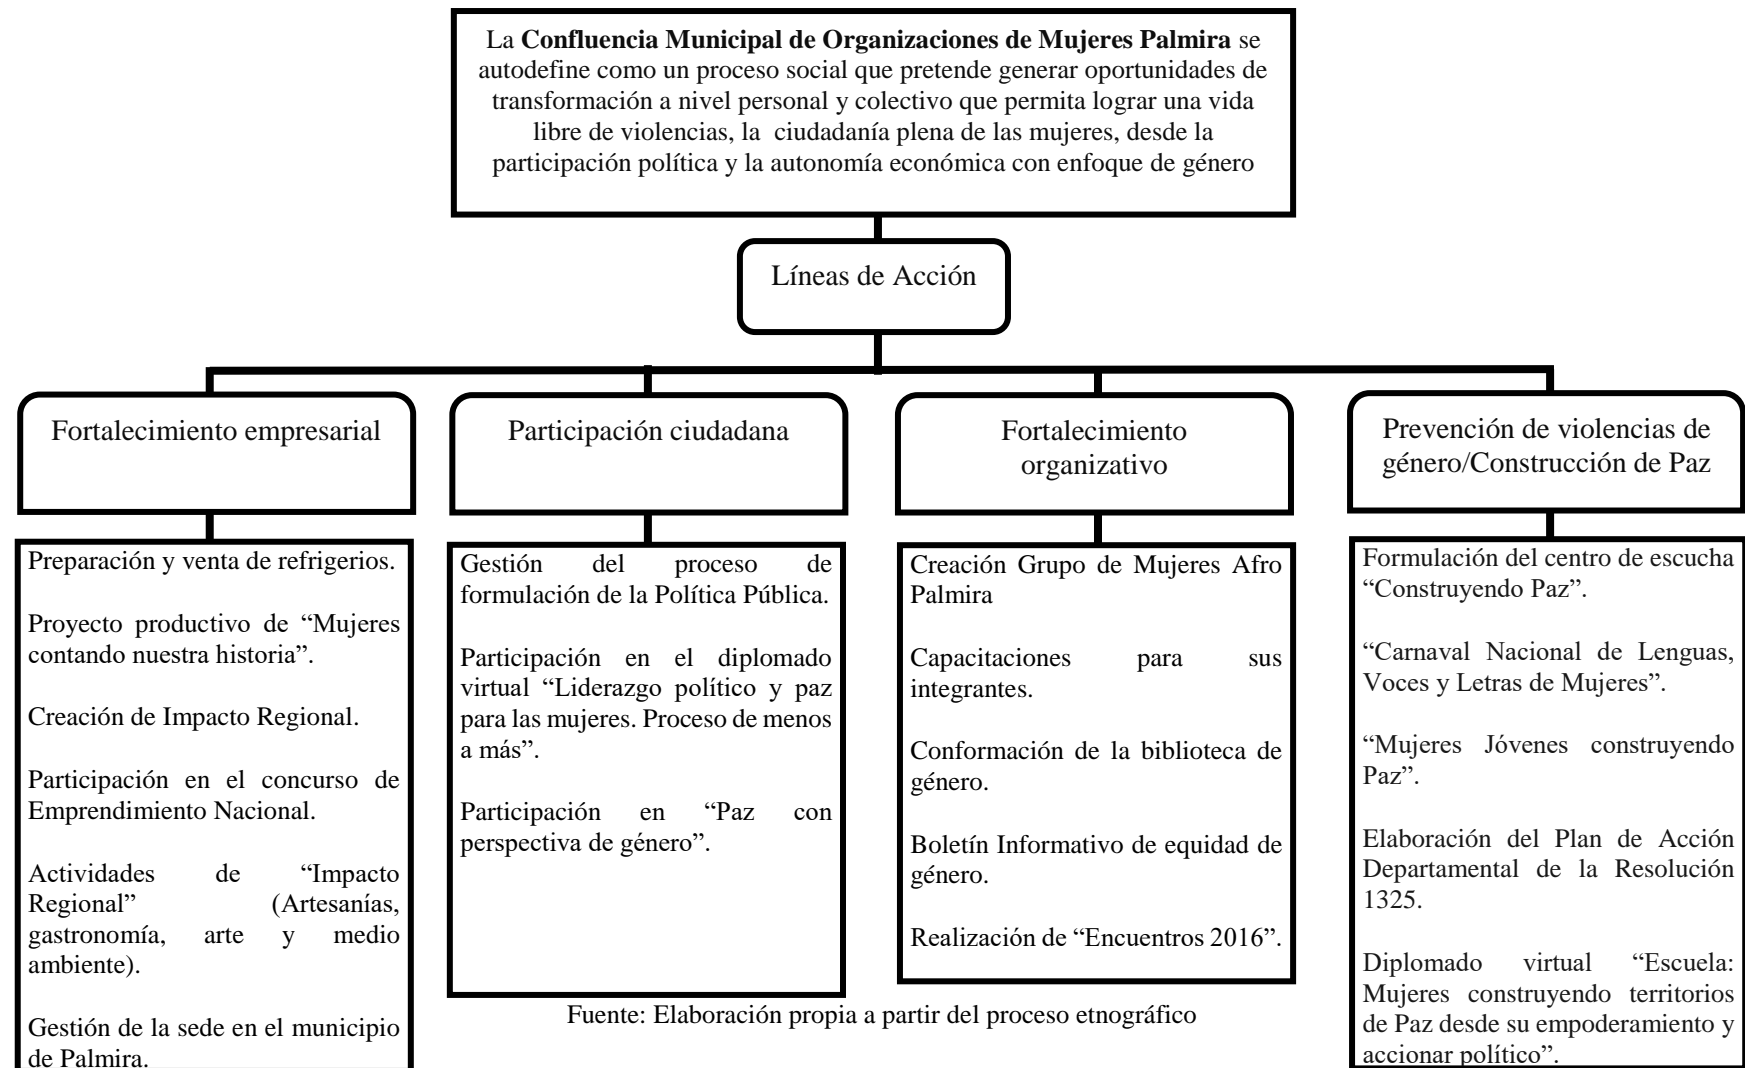 La Confluencia Municipal de Organizaciones de Mujeres Palmira se
autodefine como un proceso social que pretende generar oportunidades de
transformación a nivel personal y colectivo que permita lograr una vida
libre de violencias, la ciudadanía plena de las mujeres, desde la
participación política y la autonomía económica con enfoque de género
Líneas de Acción
Fortalecimiento empresarial
Preparación y venta de refrigerios.
Proyecto productivo de “Mujeres
contando nuestra historia”.
Creación de Impacto Regional.
Participación en el concurso de
Emprendimiento Nacional.
Actividades de “Impacto
Regional” (Artesanías,
gastronomía, arte y medio
ambiente).
Gestión de la sede en el municipio
de Palmira.
Participación ciudadana
Gestión del proceso de
formulación de la Política Pública.
Participación en el diplomado
virtual “Liderazgo político y paz
para las mujeres. Proceso de menos
a más”.
Participación en “Paz con
perspectiva de género”.
Fortalecimiento
organizativo
Creación Grupo de Mujeres Afro
Palmira
Capacitaciones para sus
integrantes.
Conformación de la biblioteca de
género.
Boletín Informativo de equidad de
género.
Realización de “Encuentros 2016”.
Prevención de violencias de
género/Construcción de Paz
Formulación del centro de escucha
“Construyendo Paz”.
“Carnaval Nacional de Lenguas,
Voces y Letras de Mujeres”.
“Mujeres Jóvenes construyendo
Paz”.
Elaboración del Plan de Acción
Departamental de la Resolución
1325.
Diplomado virtual “Escuela:
Mujeres construyendo territorios
de Paz desde su empoderamiento y
accionar político”.
Fuente: Elaboración propia a partir del proceso etnográfico